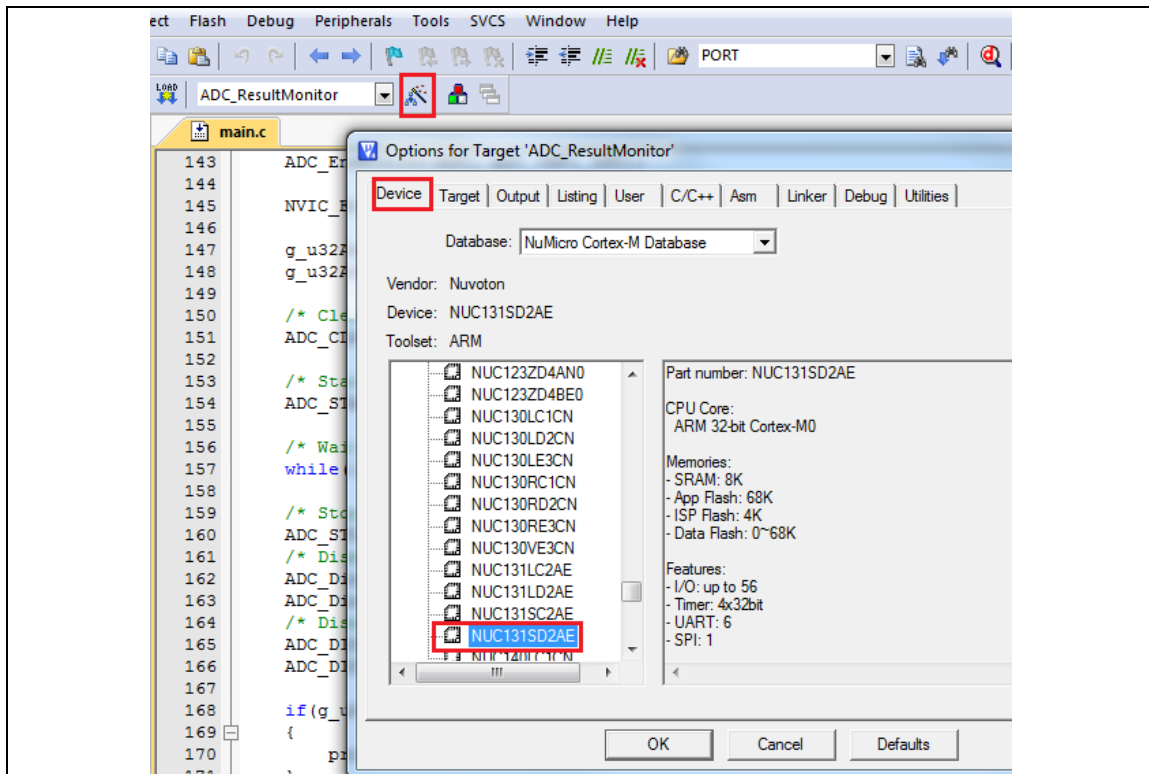 ect Flash Debug Peripherals Tools SVCS Window Help
PORT
LOAD ADC_ResultMonitor
main.c
Options for Target 'ADC_ResultMonitor'
Device Target Output Listing User C/C++ Asm Linker Debug Utilities
Database: NuMicro Cortex-M Database
Vendor: Nuvoton
Device: NUC131SD2AE
Toolset: ARM
NUC123ZD4AN0
NUC123ZD4BE0
NUC130LC1CN
NUC130LD2CN
NUC130LE3CN
NUC130RC1CN
NUC130RD2CN
NUC130RE3CN
NUC130VE3CN
NUC131LC2AE
NUC131LD2AE
NUC131SC2AE
NUC131SD2AE
NUC140LC1CN
Part number: NUC131SD2AE
CPU Core:
ARM 32-bit Cortex-M0
Memories:
- SRAM: 8K
- App Flash: 68K
- ISP Flash: 4K
- Data Flash: 0~68K
Features:
- I/O: up to 56
- Timer: 4x32bit
- UART: 6
- SPI: 1
OK Cancel Defaults
143 ADC_En
144
145 NVIC_E
146
147 g_u32A
148 g_u32A
149
150 /* Cle
151 ADC_CL
152
153 /* Sta
154 ADC_ST
155
156 /* Wai
157 while(
158
159 /* Sto
160 ADC_ST
161 /* Dis
162 ADC_Di
163 ADC_Di
164 /* Dis
165 ADC_DI
166 ADC_DI
167
168 if(g_u
169 {
170 pr
171 }